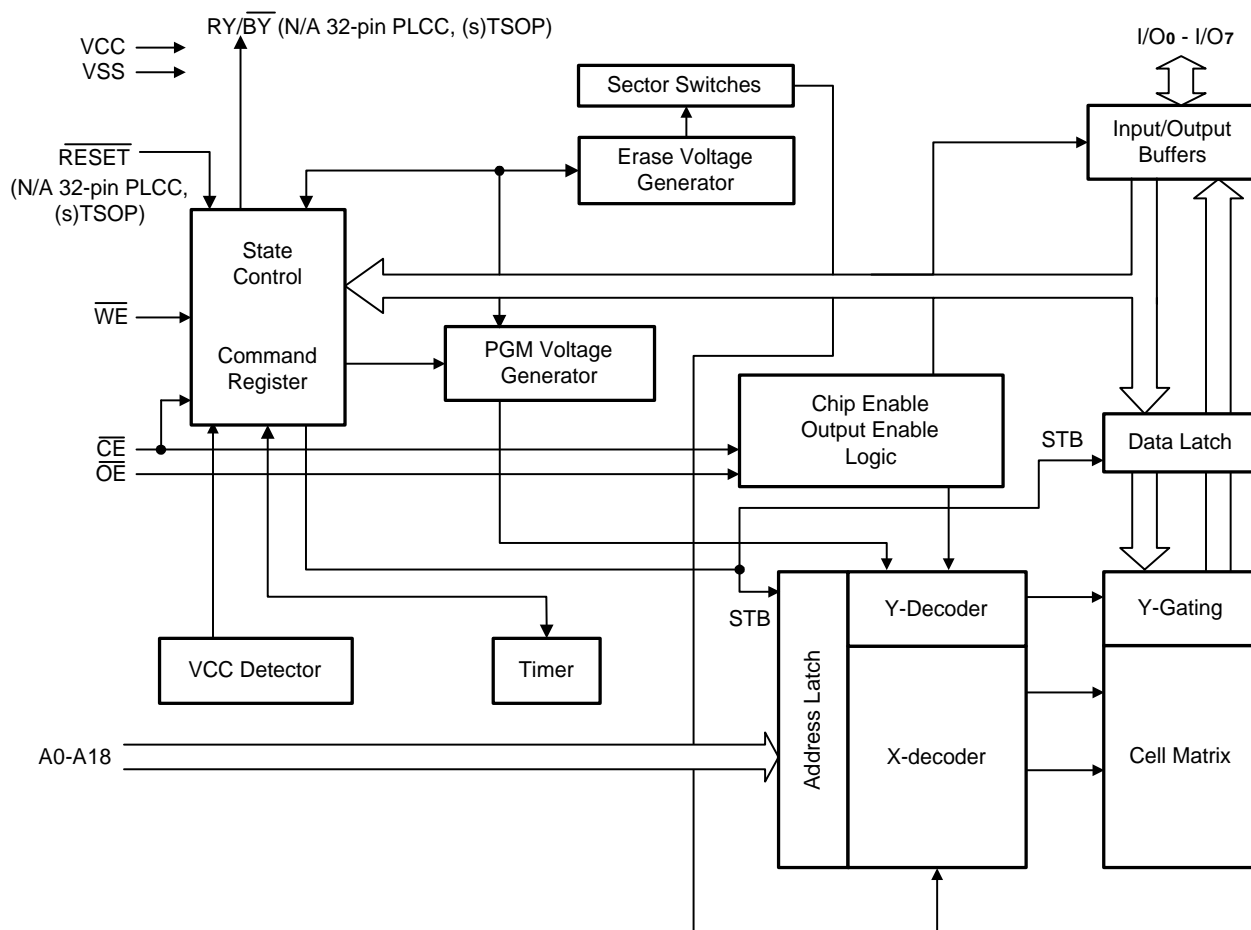 RY/BY (N/A 32-pin PLCC, (s)TSOP)
VCC
VSS
I/O0 - I/O7
Sector Switches
Input/Output
Buffers
RESET
(N/A 32-pin PLCC,
(s)TSOP)
Erase Voltage
Generator
State
Control
WE
Command
Register
PGM Voltage
Generator
Chip Enable
Output Enable
Logic
CE
OE
STB
Data Latch
STB
Address Latch
Y-Decoder
Y-Gating
VCC Detector
Timer
A0-A18
X-decoder
Cell Matrix